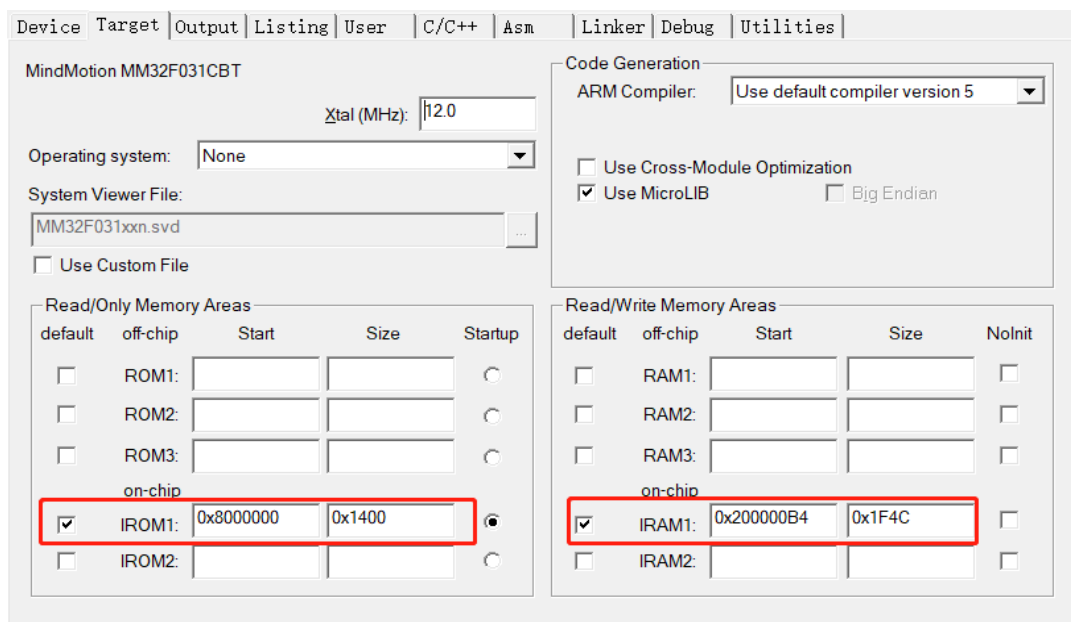 Device Target Output Listing User C/C++ Asm Linker Debug Utilities
MindMotion MM32F031CBT
Xtal (MHz): 12.0
Operating system: None
System Viewer File:
MM32F031xxn.svd ...
Use Custom File
Code Generation
ARM Compiler: Use default compiler version 5
Use Cross-Module Optimization
Use MicroLIB Big Endian
Read/Only Memory Areas
default off-chip Start Size Startup
ROM1:
ROM2:
ROM3:
on-chip
IROM1: 0x8000000 0x1400
IROM2:
Read/Write Memory Areas
default off-chip Start Size NoInit
RAM1:
RAM2:
RAM3:
on-chip
IRAM1: 0x200000B4 0x1F4C
IRAM2: